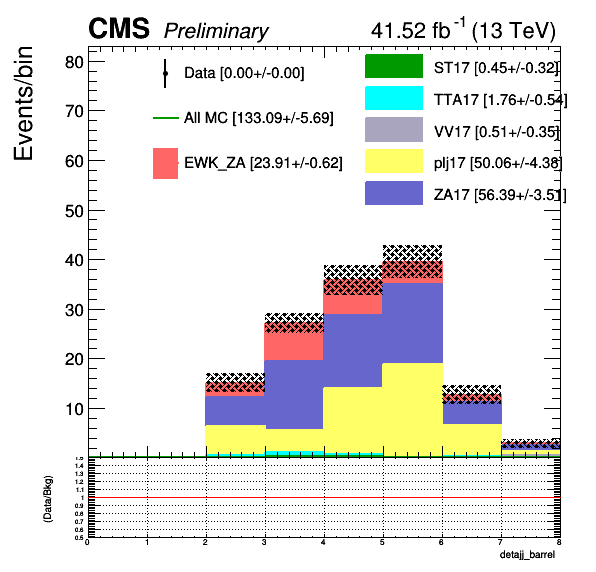 CMS Preliminary 41.52 fb-1 (13 TeV)
Events/bin
80
70
60
50
40
30
20
10
Data [0.00+/-0.00]
All MC [133.09+/-5.69]
EWK_ZA [23.91+/-0.62]
ST17 [0.45+/-0.32]
TTA17 [1.76+/-0.54]
VV17 [0.51+/-0.35]
plj17 [50.06+/-4.38]
ZA17 [56.39+/-3.51]
(Data/Bkg)
1.5
1.4
1.3
1.2
1.1
1
0.9
0.8
0.7
0.6
0.5
0 1 2 3 4 5 6 7 8
detajj_barrel